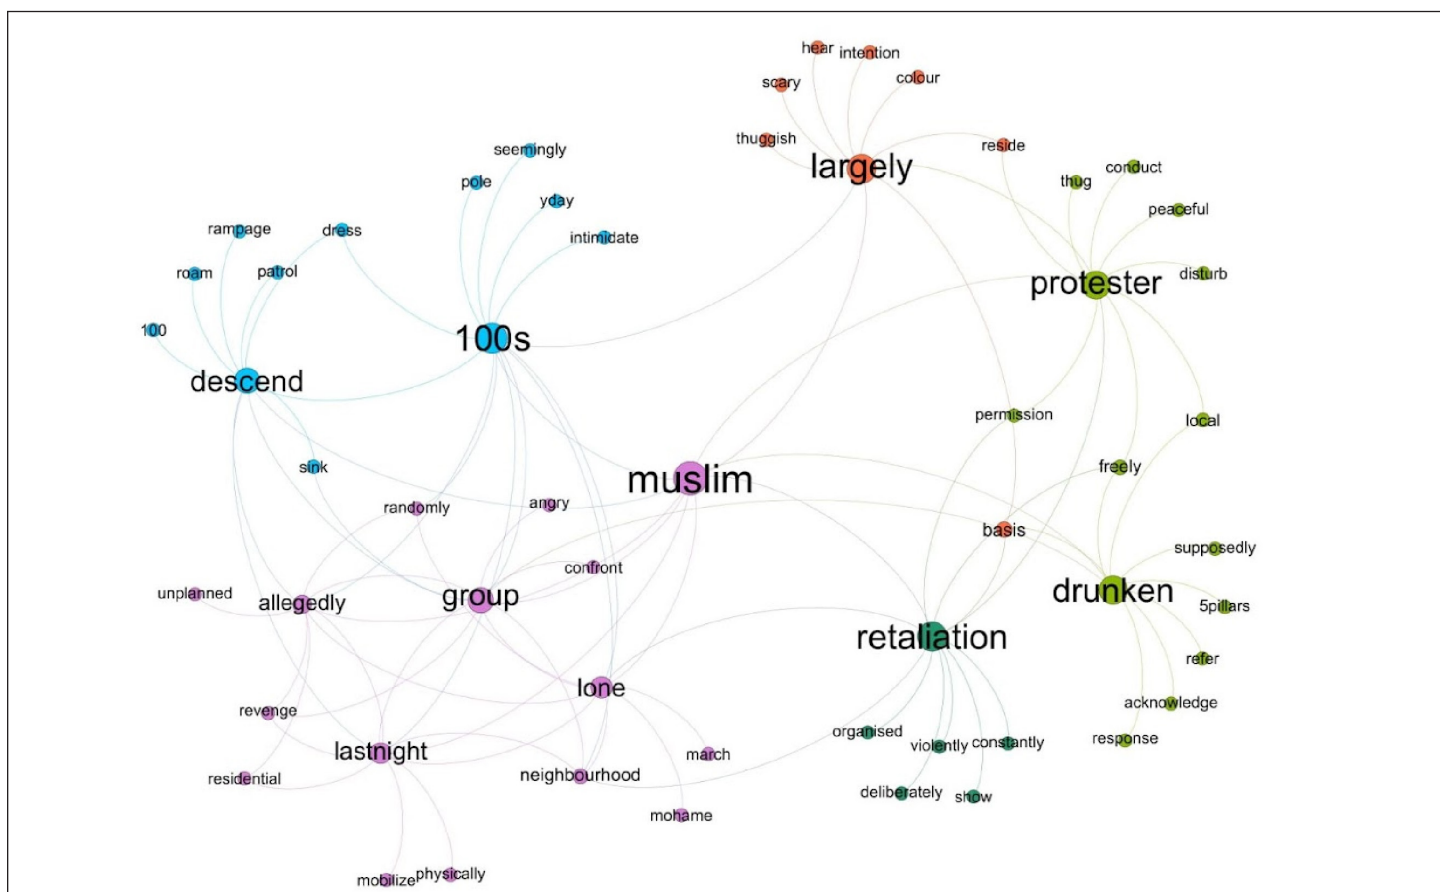 hear
intention
scary
colour
thuggish
reside
largely
seemingly
conduct
thug
pole
yday
peaceful
rampage
dress
intimidate
roam
patrol
disturb
protester
100
100s
descend
permission
local
sink
freely
muslim
randomly
angry
basis
supposedly
confront
unplanned
allegedly
group
drunken
5pillars
retaliation
refer
lone
acknowledge
revenge
organised
violently
constantly
response
lastnight
march
residential
neighbourhood
deliberately
show
mohame
mobilize
physically